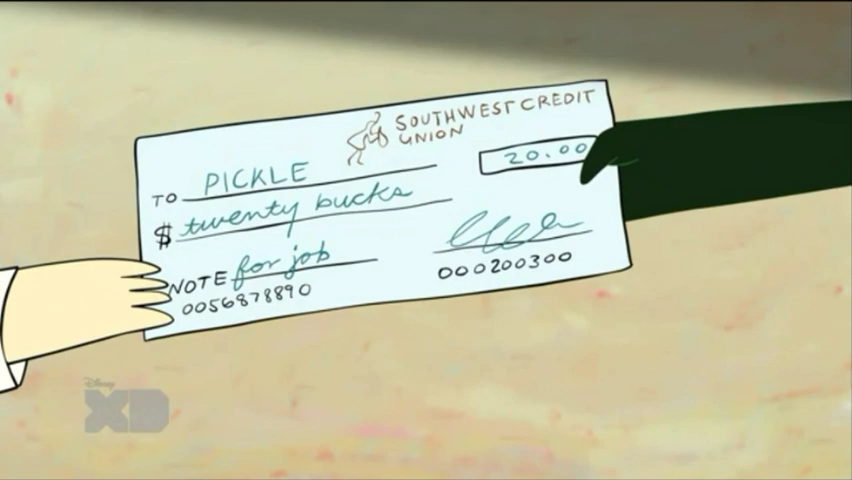 SOUTHWEST CREDIT
UNION
20.00
TO PICKLE
$ twenty bucks
NOTE for job
0056878890
000200300
Disney
XD